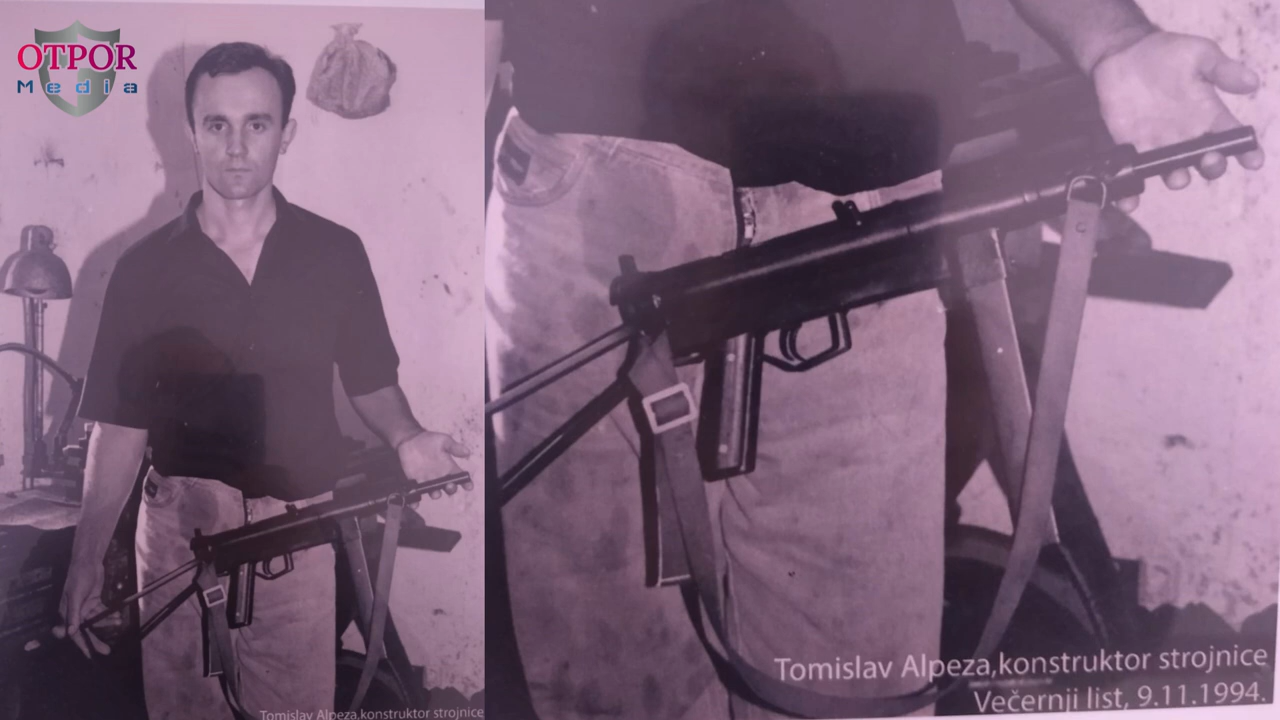 OTPOR
Media
Tomislav Alpeza,konstruktor strojnice
Tomislav Alpeza,konstruktor strojnice
Večernji list, 9.11.1994.